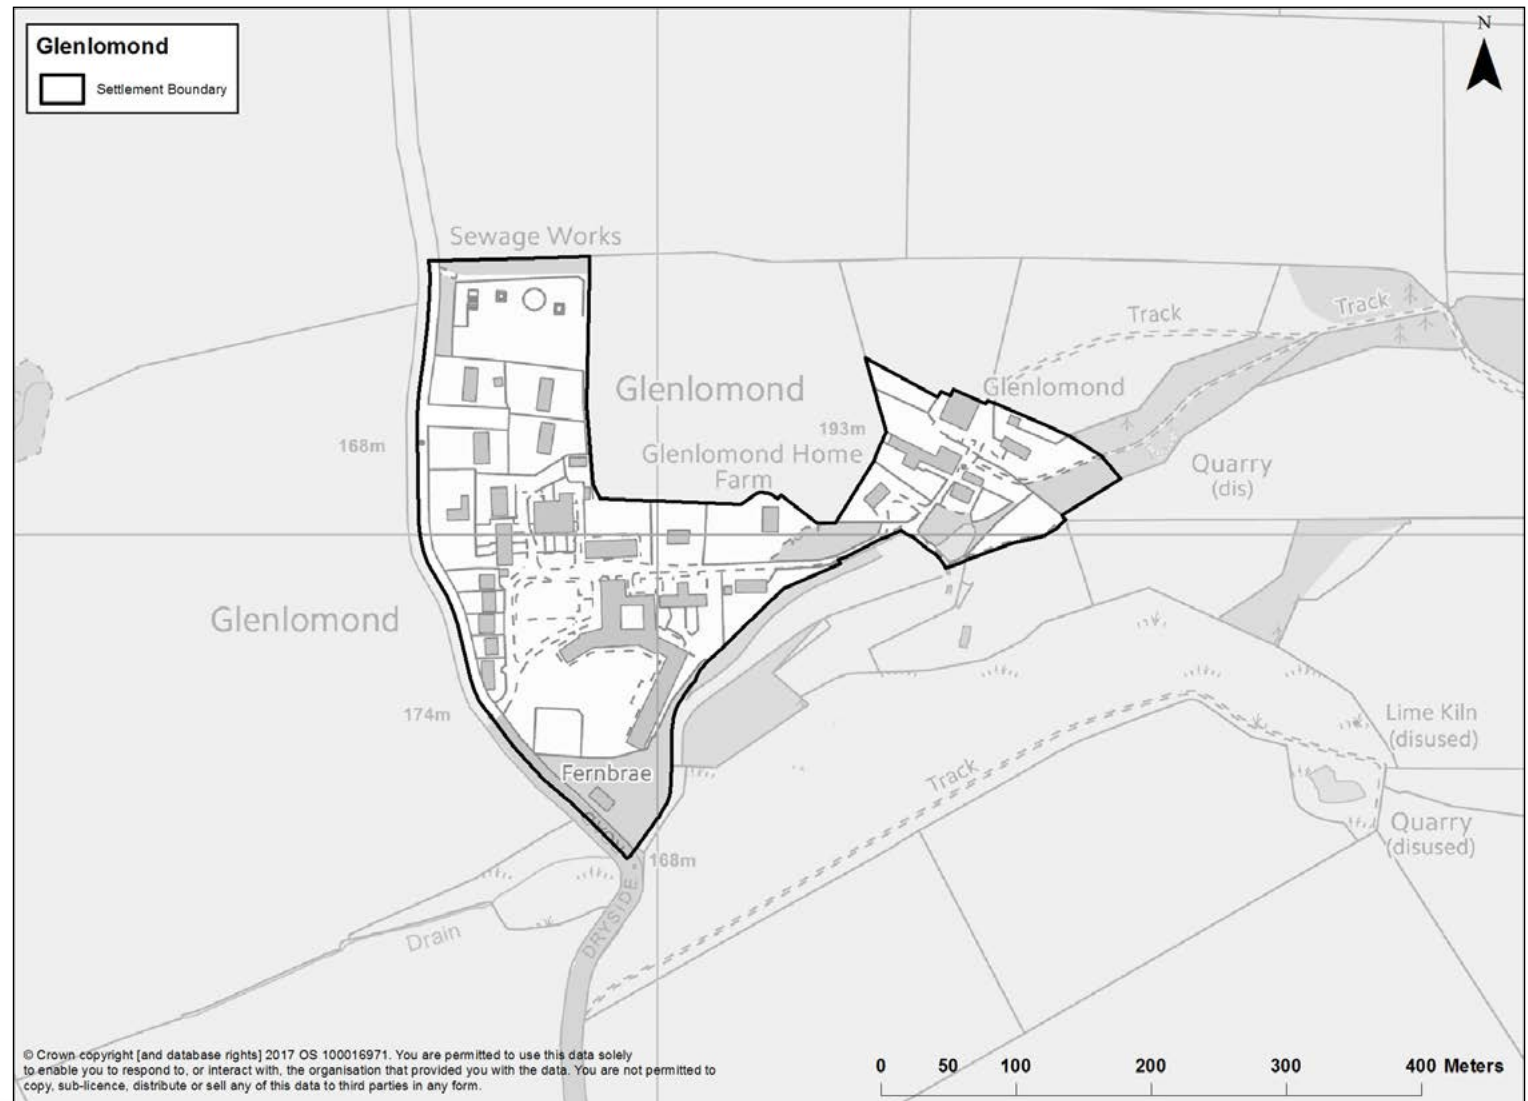 Glenlomond
Settlement Boundary
N
Sewage Works
Track
Track
Glenlomond
Glenlomond
193m
168m
Glenlomond Home
Farm
Quarry
(dis)
Glenlomond
174m
Lime Kiln
(disused)
Fernbrae
Track
Quarry
(disused)
168m
DRYSIDE
Drain
© Crown copyright [and database rights] 2017 OS 100016971. You are permitted to use this data solely
to enable you to respond to, or interact with, the organisation that provided you with the data. You are not permitted to
copy, sub-licence, distribute or sell any of this data to third parties in any form.
0 50 100 200 300 400 Meters